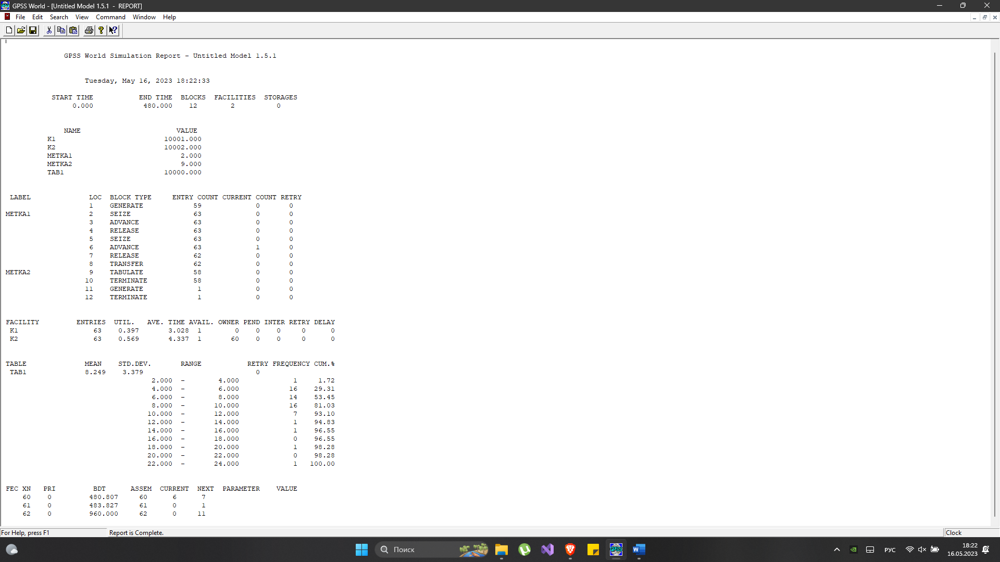 GPSS World - [Untitled Model 1.5.1 - REPORT]
File Edit Search View Command Window Help
GPSS World Simulation Report - Untitled Model 1.5.1
Tuesday, May 16, 2023 18:22:33
START TIME END TIME BLOCKS FACILITIES STORAGES
0.000 480.000 12 2 0
NAME VALUE
K1 10001.000
K2 10002.000
METKA1 2.000
METKA2 9.000
TAB1 10000.000
LABEL LOC BLOCK TYPE ENTRY COUNT CURRENT COUNT RETRY
1 GENERATE 59 0 0
METKA1 2 SEIZE 63 0 0
3 ADVANCE 63 0 0
4 RELEASE 63 0 0
5 SEIZE 63 0 0
6 ADVANCE 63 1 0
7 RELEASE 62 0 0
8 TRANSFER 62 0 0
METKA2 9 TABULATE 58 0 0
10 TERMINATE 58 0 0
11 GENERATE 1 0 0
12 TERMINATE 1 0 0
FACILITY ENTRIES UTIL. AVE. TIME AVAIL. OWNER PEND INTER RETRY DELAY
K1 63 0.397 3.028 1 0 0 0 0 0
K2 63 0.569 4.337 1 60 0 0 0 0
TABLE MEAN STD.DEV. RANGE RETRY FREQUENCY CUM.%
TAB1 8.249 3.379 0
2.000 - 4.000 1 1.72
4.000 - 6.000 16 29.31
6.000 - 8.000 14 53.45
8.000 - 10.000 16 81.03
10.000 - 12.000 7 93.10
12.000 - 14.000 1 94.83
14.000 - 16.000 1 96.55
16.000 - 18.000 0 96.55
18.000 - 20.000 1 98.28
20.000 - 22.000 0 98.28
22.000 - 24.000 1 100.00
FEC XN PRI BDT ASSEM CURRENT NEXT PARAMETER VALUE
60 0 480.807 60 6 7
61 0 483.827 61 0 1
62 0 960.000 62 0 11
For Help, press F1 Report is Complete. Clock
Поиск GPSS W РУС 18:22
16.05.2023